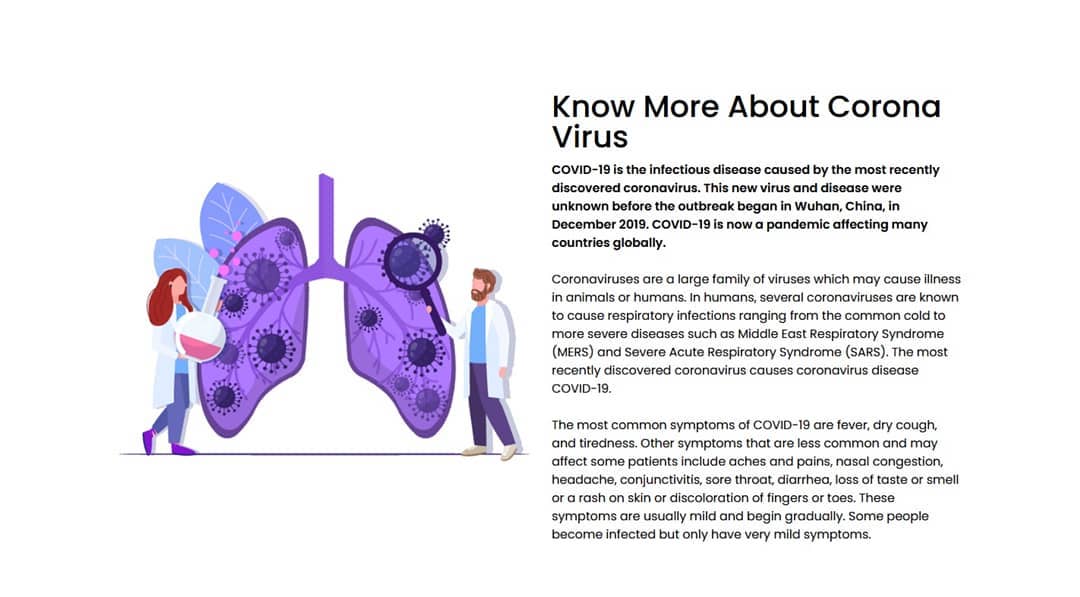 Know More About Corona
Virus
COVID-19 is the infectious disease caused by the most recently
discovered coronavirus. This new virus and disease were
unknown before the outbreak began in Wuhan, China, in
December 2019. COVID-19 is now a pandemic affecting many
countries globally.
Coronaviruses are a large family of viruses which may cause illness
in animals or humans. In humans, several coronaviruses are known
to cause respiratory infections ranging from the common cold to
more severe diseases such as Middle East Respiratory Syndrome
(MERS) and Severe Acute Respiratory Syndrome (SARS). The most
recently discovered coronavirus causes coronavirus disease
COVID-19.
The most common symptoms of COVID-19 are fever, dry cough,
and tiredness. Other symptoms that are less common and may
affect some patients include aches and pains, nasal congestion,
headache, conjunctivitis, sore throat, diarrhea, loss of taste or smell
or a rash on skin or discoloration of fingers or toes. These
symptoms are usually mild and begin gradually. Some people
become infected but only have very mild symptoms.